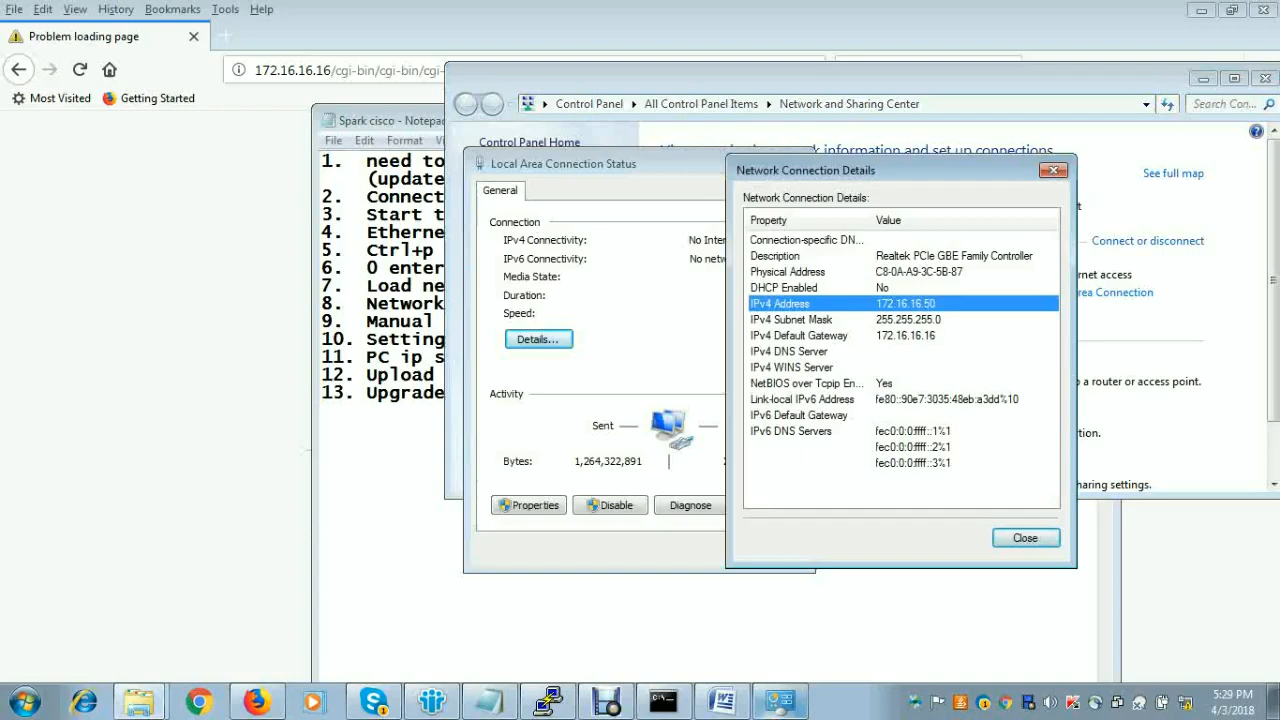 File Edit View History Bookmarks Tools Help
Problem loading page
172.16.16.16/cgi-bin/cgi-bin/cgi-
Most Visited Getting Started
Spark cisco - Notepa
File Edit Format
1. need to
(update
2. Connect
3. Start t
4. Etherne
5. Ctrl+p
6. 0 enter
7. Load ne
8. Network
9. Manual
10. Setting
11. PC ip s
12. Upload
13. Upgrade
Control Panel All Control Panel Items Network and Sharing Center
Search Con...
Control Panel Home
k information and set up connections
See full map
Connect or disconnect
ernet access
rea Connection
o a router or access point.
tion.
sharing settings.
Local Area Connection Status
General
Connection
IPv4 Connectivity: No Inter
IPv6 Connectivity: No netw
Media State:
Duration:
Speed:
Details...
Activity
Sent
Bytes: 1,264,322,891
Properties Disable Diagnose
Network Connection Details
Network Connection Details:
Property Value
Connection-specific DN...
Description Realtek PCIe GBE Family Controller
Physical Address C8-0A-A9-3C-5B-87
DHCP Enabled No
IPv4 Address 172.16.16.50
IPv4 Subnet Mask 255.255.255.0
IPv4 Default Gateway 172.16.16.16
IPv4 DNS Server
IPv4 WINS Server
NetBIOS over Tcpip En... Yes
Link-local IPv6 Address fe80::90e7:3035:48eb:a3dd%10
IPv6 Default Gateway
IPv6 DNS Servers fec0:0:0:ffff::1%1
fec0:0:0:ffff::2%1
fec0:0:0:ffff::3%1
Close
5:29 PM
4/3/2018